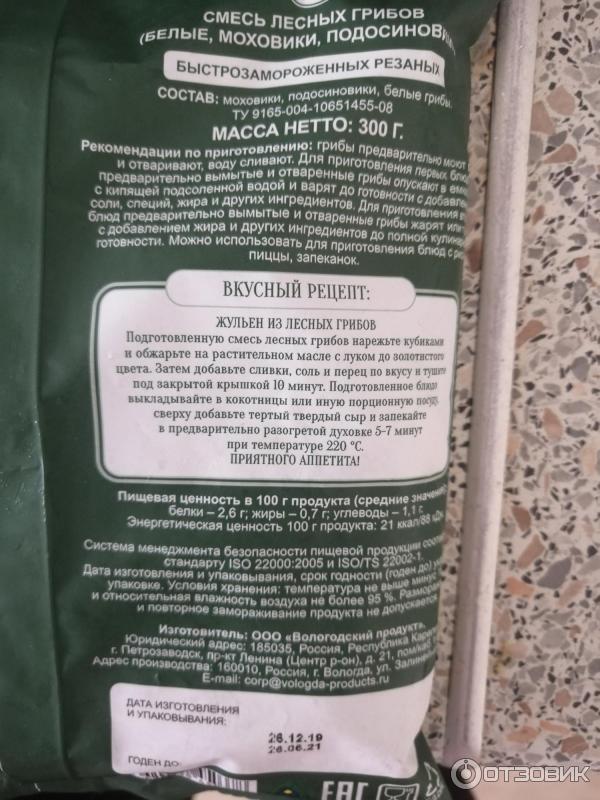 СМЕСЬ ЛЕСНЫХ ГРИБОВ
(БЕЛЫЕ, МОХОВИКИ, ПОДОСИНОВИКИ)
БЫСТРОЗАМОРОЖЕННЫХ РЕЗАНЫХ
СОСТАВ: моховики, подосиновики, белые грибы.
ТУ 9165-004-10651455-08
МАССА НЕТТО: 300 Г.
Рекомендации по приготовлению: грибы предварительно моют
и отваривают, воду сливают. Для приготовления первых блюд
предварительно вымытые и отваренные грибы опускают в
с кипящей подсоленной водой и варят до готовности с
соли, специй, жира и других ингредиентов. Для приготовления
блюд предварительно вымытые и отваренные грибы жарят или
с добавлением жира и других ингредиентов до полной
готовности. Можно использовать для приготовления блюд с
пиццы, запеканок.
ВКУСНЫЙ РЕЦЕПТ:
ЖУЛЬЕН ИЗ ЛЕСНЫХ ГРИБОВ
Подготовленную смесь лесных грибов нарежьте кубиками
и обжарьте на растительном масле с луком до золотистого
цвета. Затем добавьте сливки, соль и перец по вкусу и тушите
под закрытой крышкой 10 минут. Подготовленное блюдо
выкладывайте в кокотницы или иную порционную посуду,
сверху добавьте тертый твердый сыр и запекайте
в предварительно разогретой духовке 5-7 минут
при температуре 220 °С.
ПРИЯТНОГО АППЕТИТА!
Пищевая ценность в 100 г продукта (средние значения):
белки – 2,6 г; жиры – 0,7 г; углеводы – 1,1 г.
Энергетическая ценность 100 г продукта: 21 ккал/88 кДж
Система менеджмента безопасности пищевой продукции
стандарту ISO 22000:2005 и ISO/TS 22002-1.
Дата изготовления и упаковывания, срок годности (годен до)
упаковке. Условия хранения: температура не выше минус
и относительная влажность воздуха не более 95 %.
и повторное замораживание продукта не допускается.
Изготовитель: ООО «Вологодский продукт».
Юридический адрес: 185035, Россия, Республика
г. Петрозаводск, пр-кт Ленина (Центр р-он), д. 21,
Адрес производства: 160010, Россия, г. Вологда, ул.
E-mail: corp@vologda-products.ru
ДАТА ИЗГОТОВЛЕНИЯ
И УПАКОВЫВАНИЯ:
26.12.19
26.06.21
ГОДЕН ДО:
EAC
ОТЗОВИК